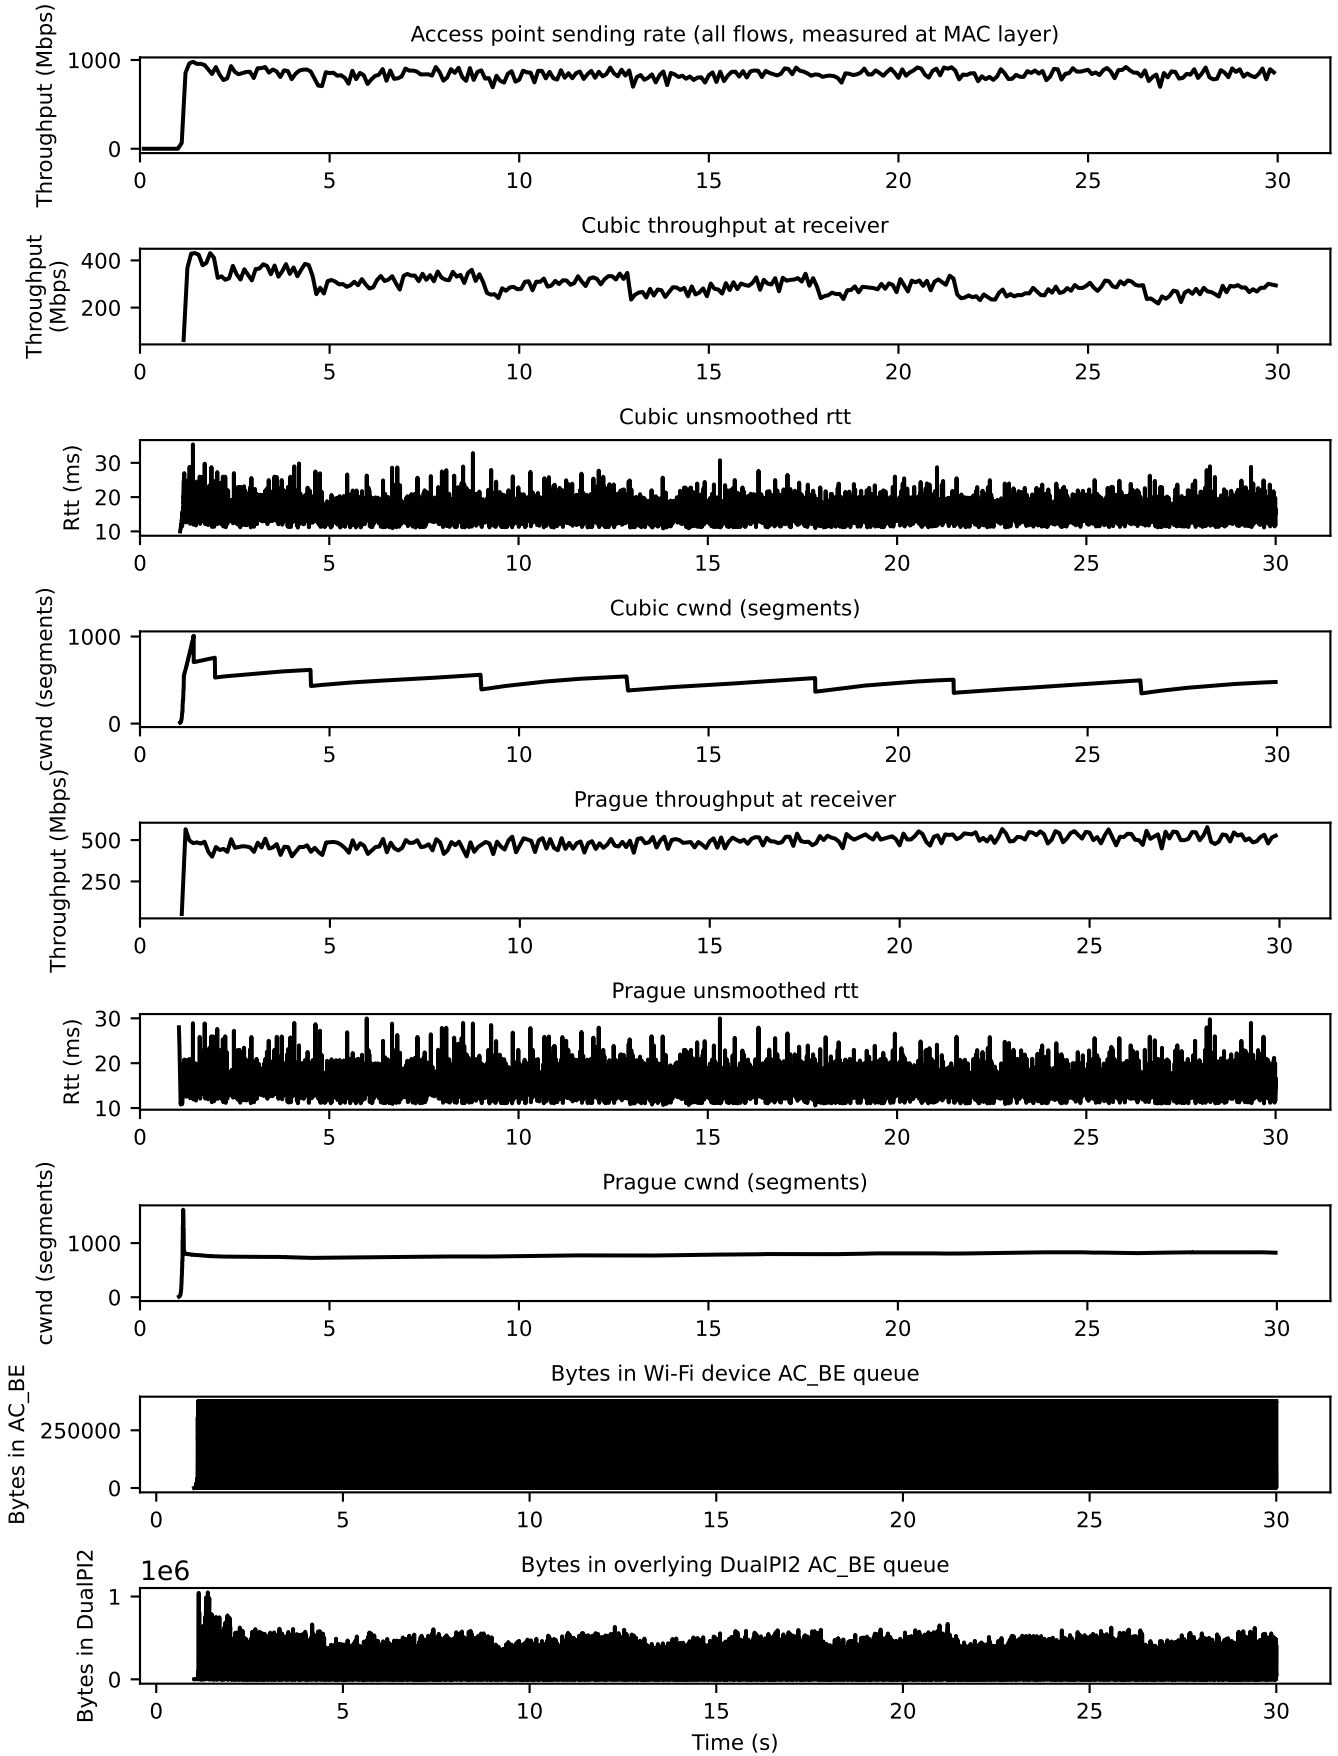 Access point sending rate (all flows, measured at MAC layer)
Throughput (Mbps)
1000
0
0 5 10 15 20 25 30
Cubic throughput at receiver
Throughput
(Mbps)
400
200
0 5 10 15 20 25 30
Cubic unsmoothed rtt
Rtt (ms)
30
20
10
0 5 10 15 20 25 30
Cubic cwnd (segments)
cwnd (segments)
1000
0
0 5 10 15 20 25 30
Prague throughput at receiver
Throughput (Mbps)
500
250
0 5 10 15 20 25 30
Prague unsmoothed rtt
Rtt (ms)
30
20
10
0 5 10 15 20 25 30
Prague cwnd (segments)
cwnd (segments)
1000
0
0 5 10 15 20 25 30
Bytes in Wi-Fi device AC_BE queue
Bytes in AC_BE
250000
0
0 5 10 15 20 25 30
1e6
Bytes in overlying DualPI2 AC_BE queue
Bytes in DualPI2
1
0
0 5 10 15 20 25 30
Time (s)